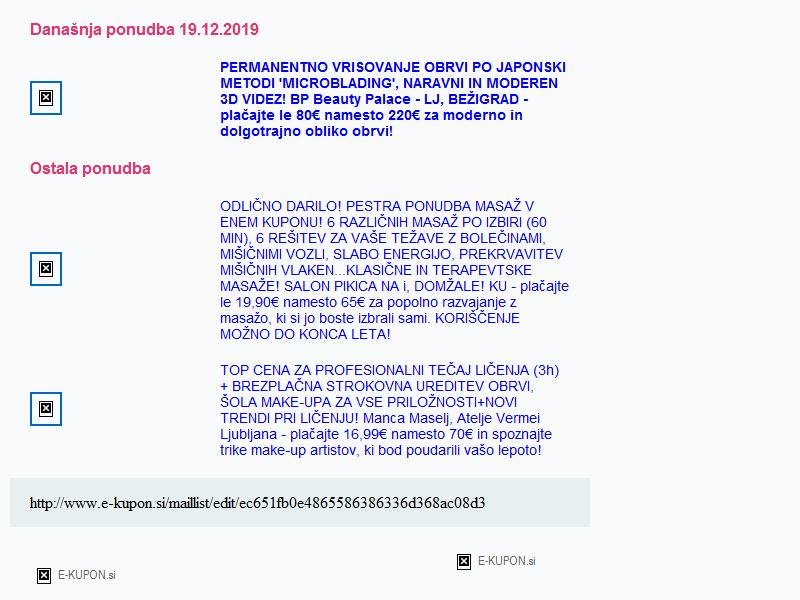 Današnja ponudba 19.12.2019
PERMANENTNO VRISOVANJE OBRVI PO JAPONSKI
METODI 'MICROBLADING', NARAVNI IN MODEREN
3D VIDEZ! BP Beauty Palace - LJ, BEŽIGRAD -
plačajte le 80€ namesto 220€ za moderno in
dolgotrajno obliko obrvi!
Ostala ponudba
ODLIČNO DARILO! PESTRA PONUDBA MASAŽ V
ENEM KUPONU! 6 RAZLIČNIH MASAŽ PO IZBIRI (60
MIN), 6 REŠITEV ZA VAŠE TEŽAVE Z BOLEČINAMI,
MIŠIČNIMI VOZLI, SLABO ENERGIJO, PREKRVAVITEV
MIŠIČNIH VLAKEN...KLASIČNE IN TERAPEVTSKE
MASAŽE! SALON PIKICA NA i, DOMŽALE! KU - plačajte
le 19,90€ namesto 65€ za popolno razvajanje z
masažo, ki si jo boste izbrali sami. KORIŠČENJE
MOŽNO DO KONCA LETA!
TOP CENA ZA PROFESIONALNI TEČAJ LIČENJA (3h)
+ BREZPLAČNA STROKOVNA UREDITEV OBRVI,
ŠOLA MAKE-UPA ZA VSE PRILOŽNOSTI+NOVI
TRENDI PRI LIČENJU! Manca Maselj, Atelje Vermei
Ljubljana - plačajte 16,99€ namesto 70€ in spoznajte
trike make-up artistov, ki bod poudarili vašo lepoto!
http://www.e-kupon.si/maillist/edit/ec651fb0e4865586386336d368ac08d3
E-KUPON.si
E-KUPON.si